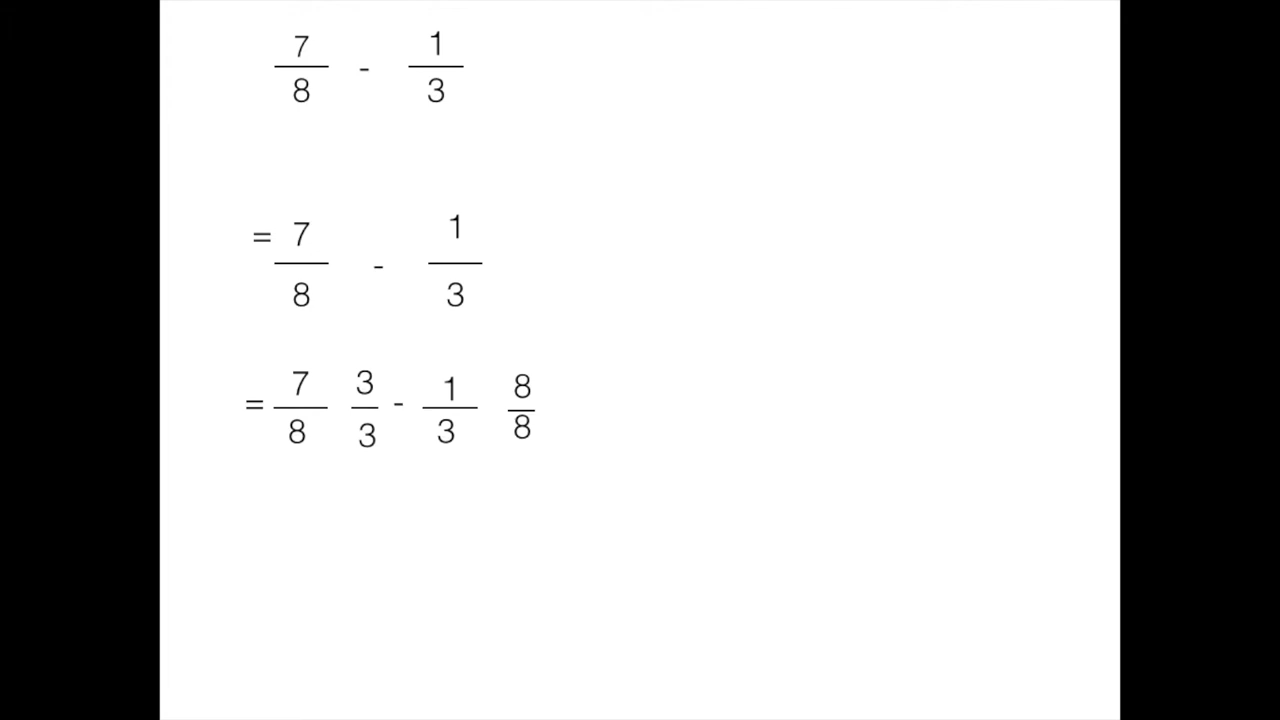 7/8 - 1/3
= 7/8 - 1/3
= 7/8 3/3 - 1/3 8/8